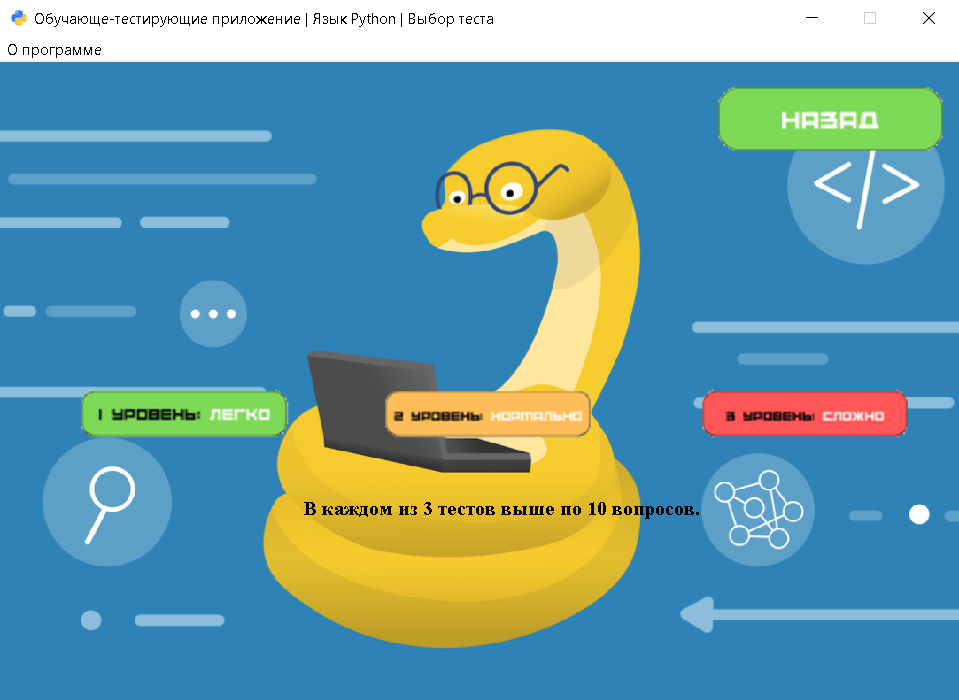 Обучающе-тестирующие приложение | Язык Python | Выбор теста
О программе
НАЗАД
</>
1 УРОВЕНЬ: ЛЕГКО
2 УРОВЕНЬ: НОРМАЛЬНО
3 УРОВЕНЬ: СЛОЖНО
В каждом из 3 тестов выше по 10 вопросов.